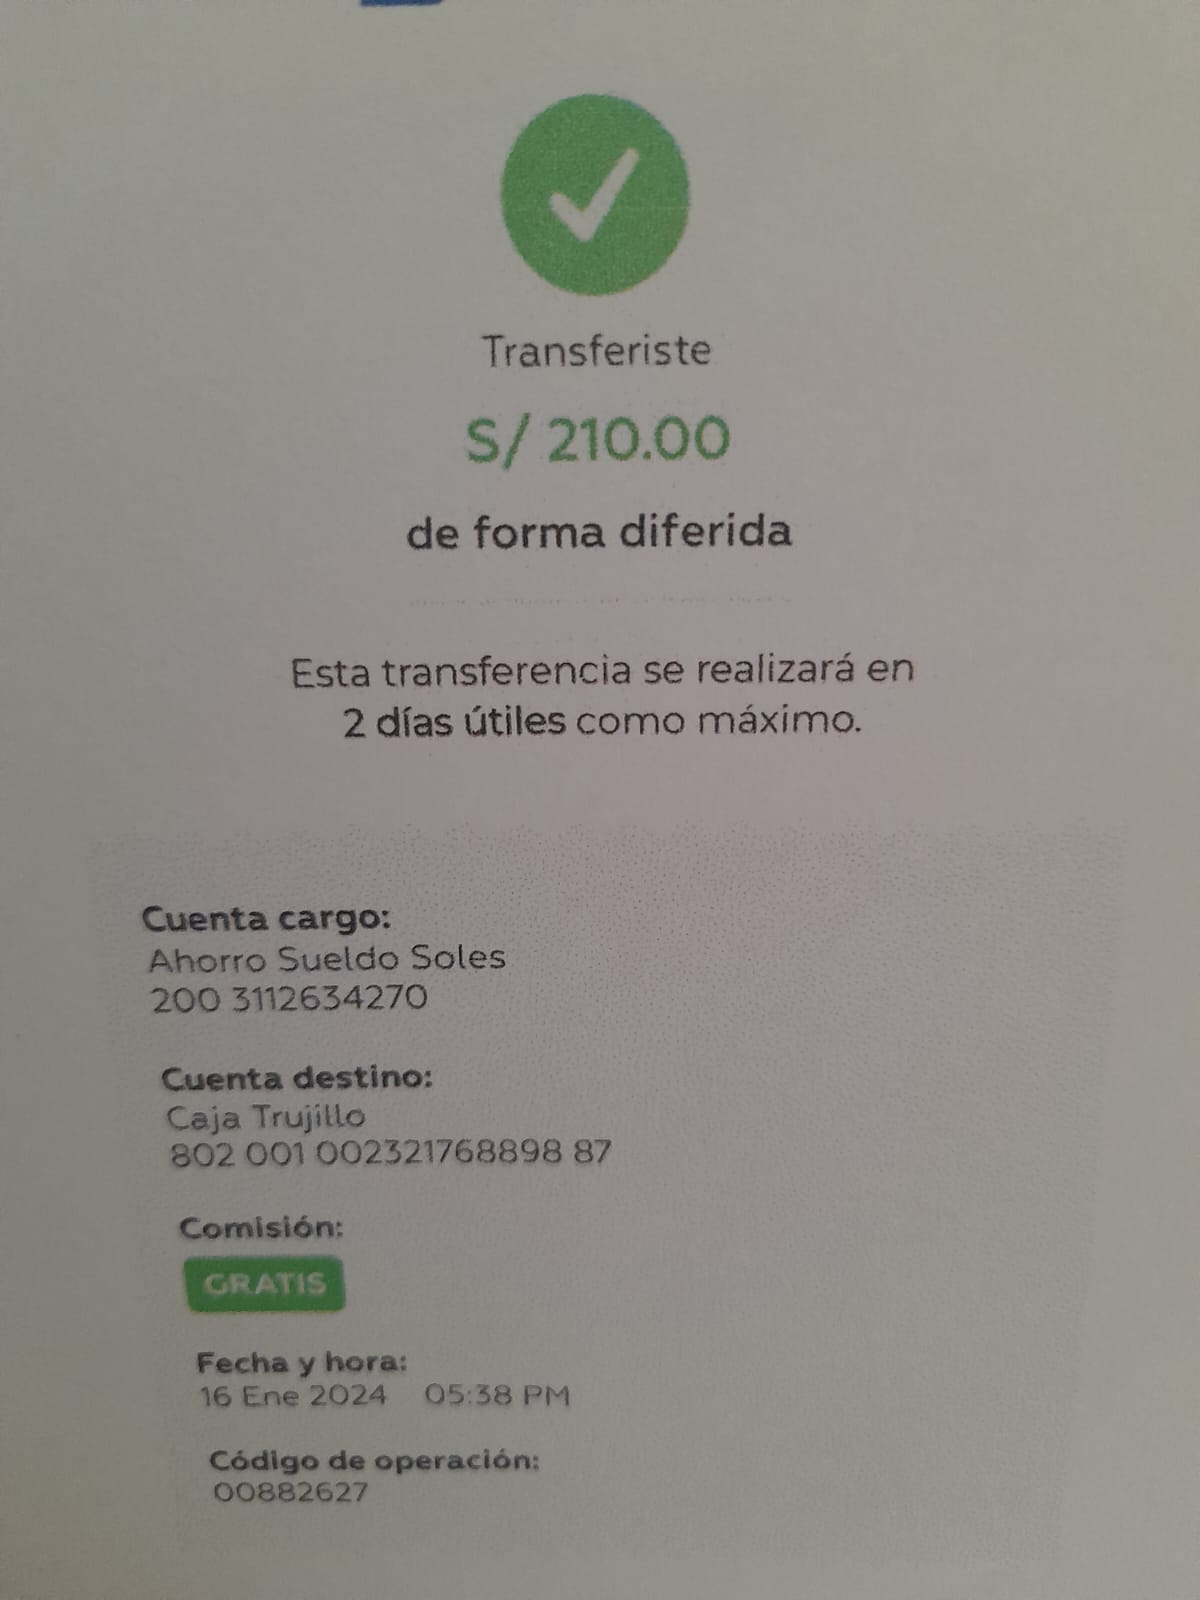 Transferiste
S/ 210.00
de forma diferida
Esta transferencia se realizará en
2 días útiles como máximo.
Cuenta cargo:
Ahorro Sueldo Soles
200 3112634270
Cuenta destino:
Caja Trujillo
802 001 002321768898 87
Comisión:
GRATIS
Fecha y hora:
16 Ene 2024 05:38 PM
Código de operación:
00882627